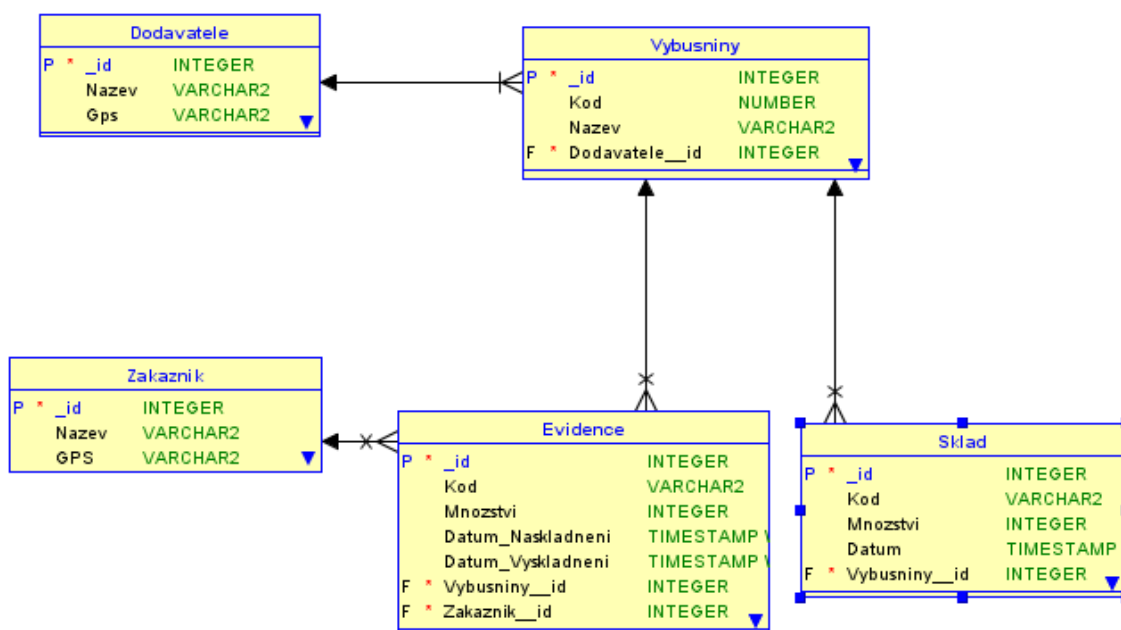 Dodavatele
P * _id INTEGER
Nazev VARCHAR2
Gps VARCHAR2
Vybusniny
P * _id INTEGER
Kod NUMBER
Nazev VARCHAR2
F * Dodavatele__id INTEGER
Zakaznik
P * _id INTEGER
Nazev VARCHAR2
GPS VARCHAR2
Evidence
P * _id INTEGER
Kod VARCHAR2
Mnozstvi INTEGER
Datum_Naskladneni TIMESTAMP
Datum_Vyskladneni TIMESTAMP
F * Vybusniny__id INTEGER
F * Zakaznik__id INTEGER
Sklad
P * _id INTEGER
Kod VARCHAR2
Mnozstvi INTEGER
Datum TIMESTAMP
F * Vybusniny__id INTEGER